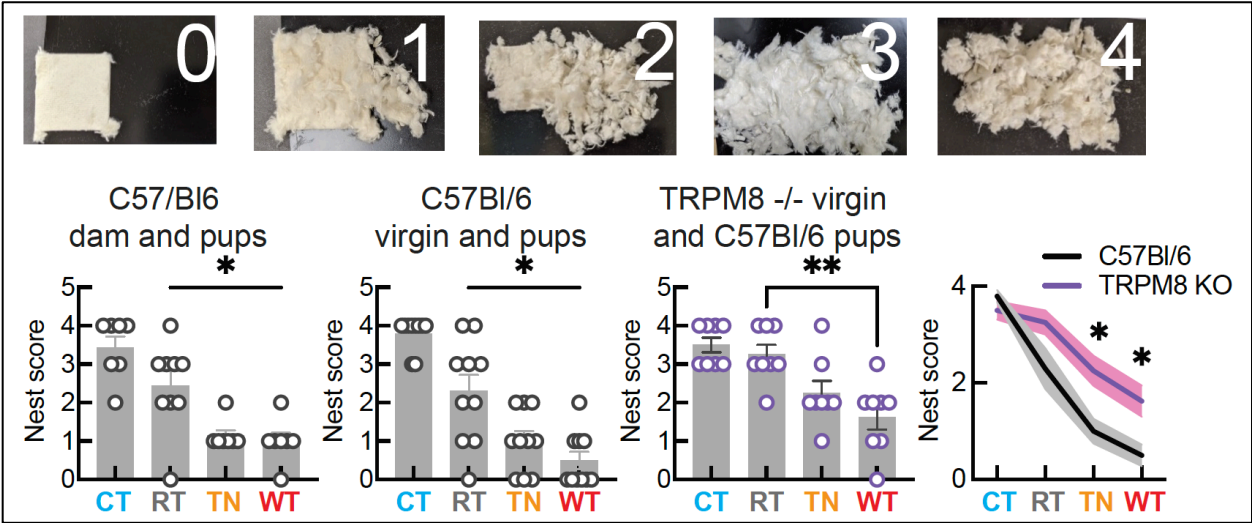 0 1 2 3 4
C57/Bl6
dam and pups
*
Nest score
5
4
3
2
1
0
CT RT TN WT
C57Bl/6
virgin and pups
*
Nest score
5
4
3
2
1
0
CT RT TN WT
TRPM8 -/- virgin
and C57Bl/6 pups
**
Nest score
5
4
3
2
1
0
CT RT TN WT
C57Bl/6
TRPM8 KO
* *
Nest score
4
2
0
CT RT TN WT